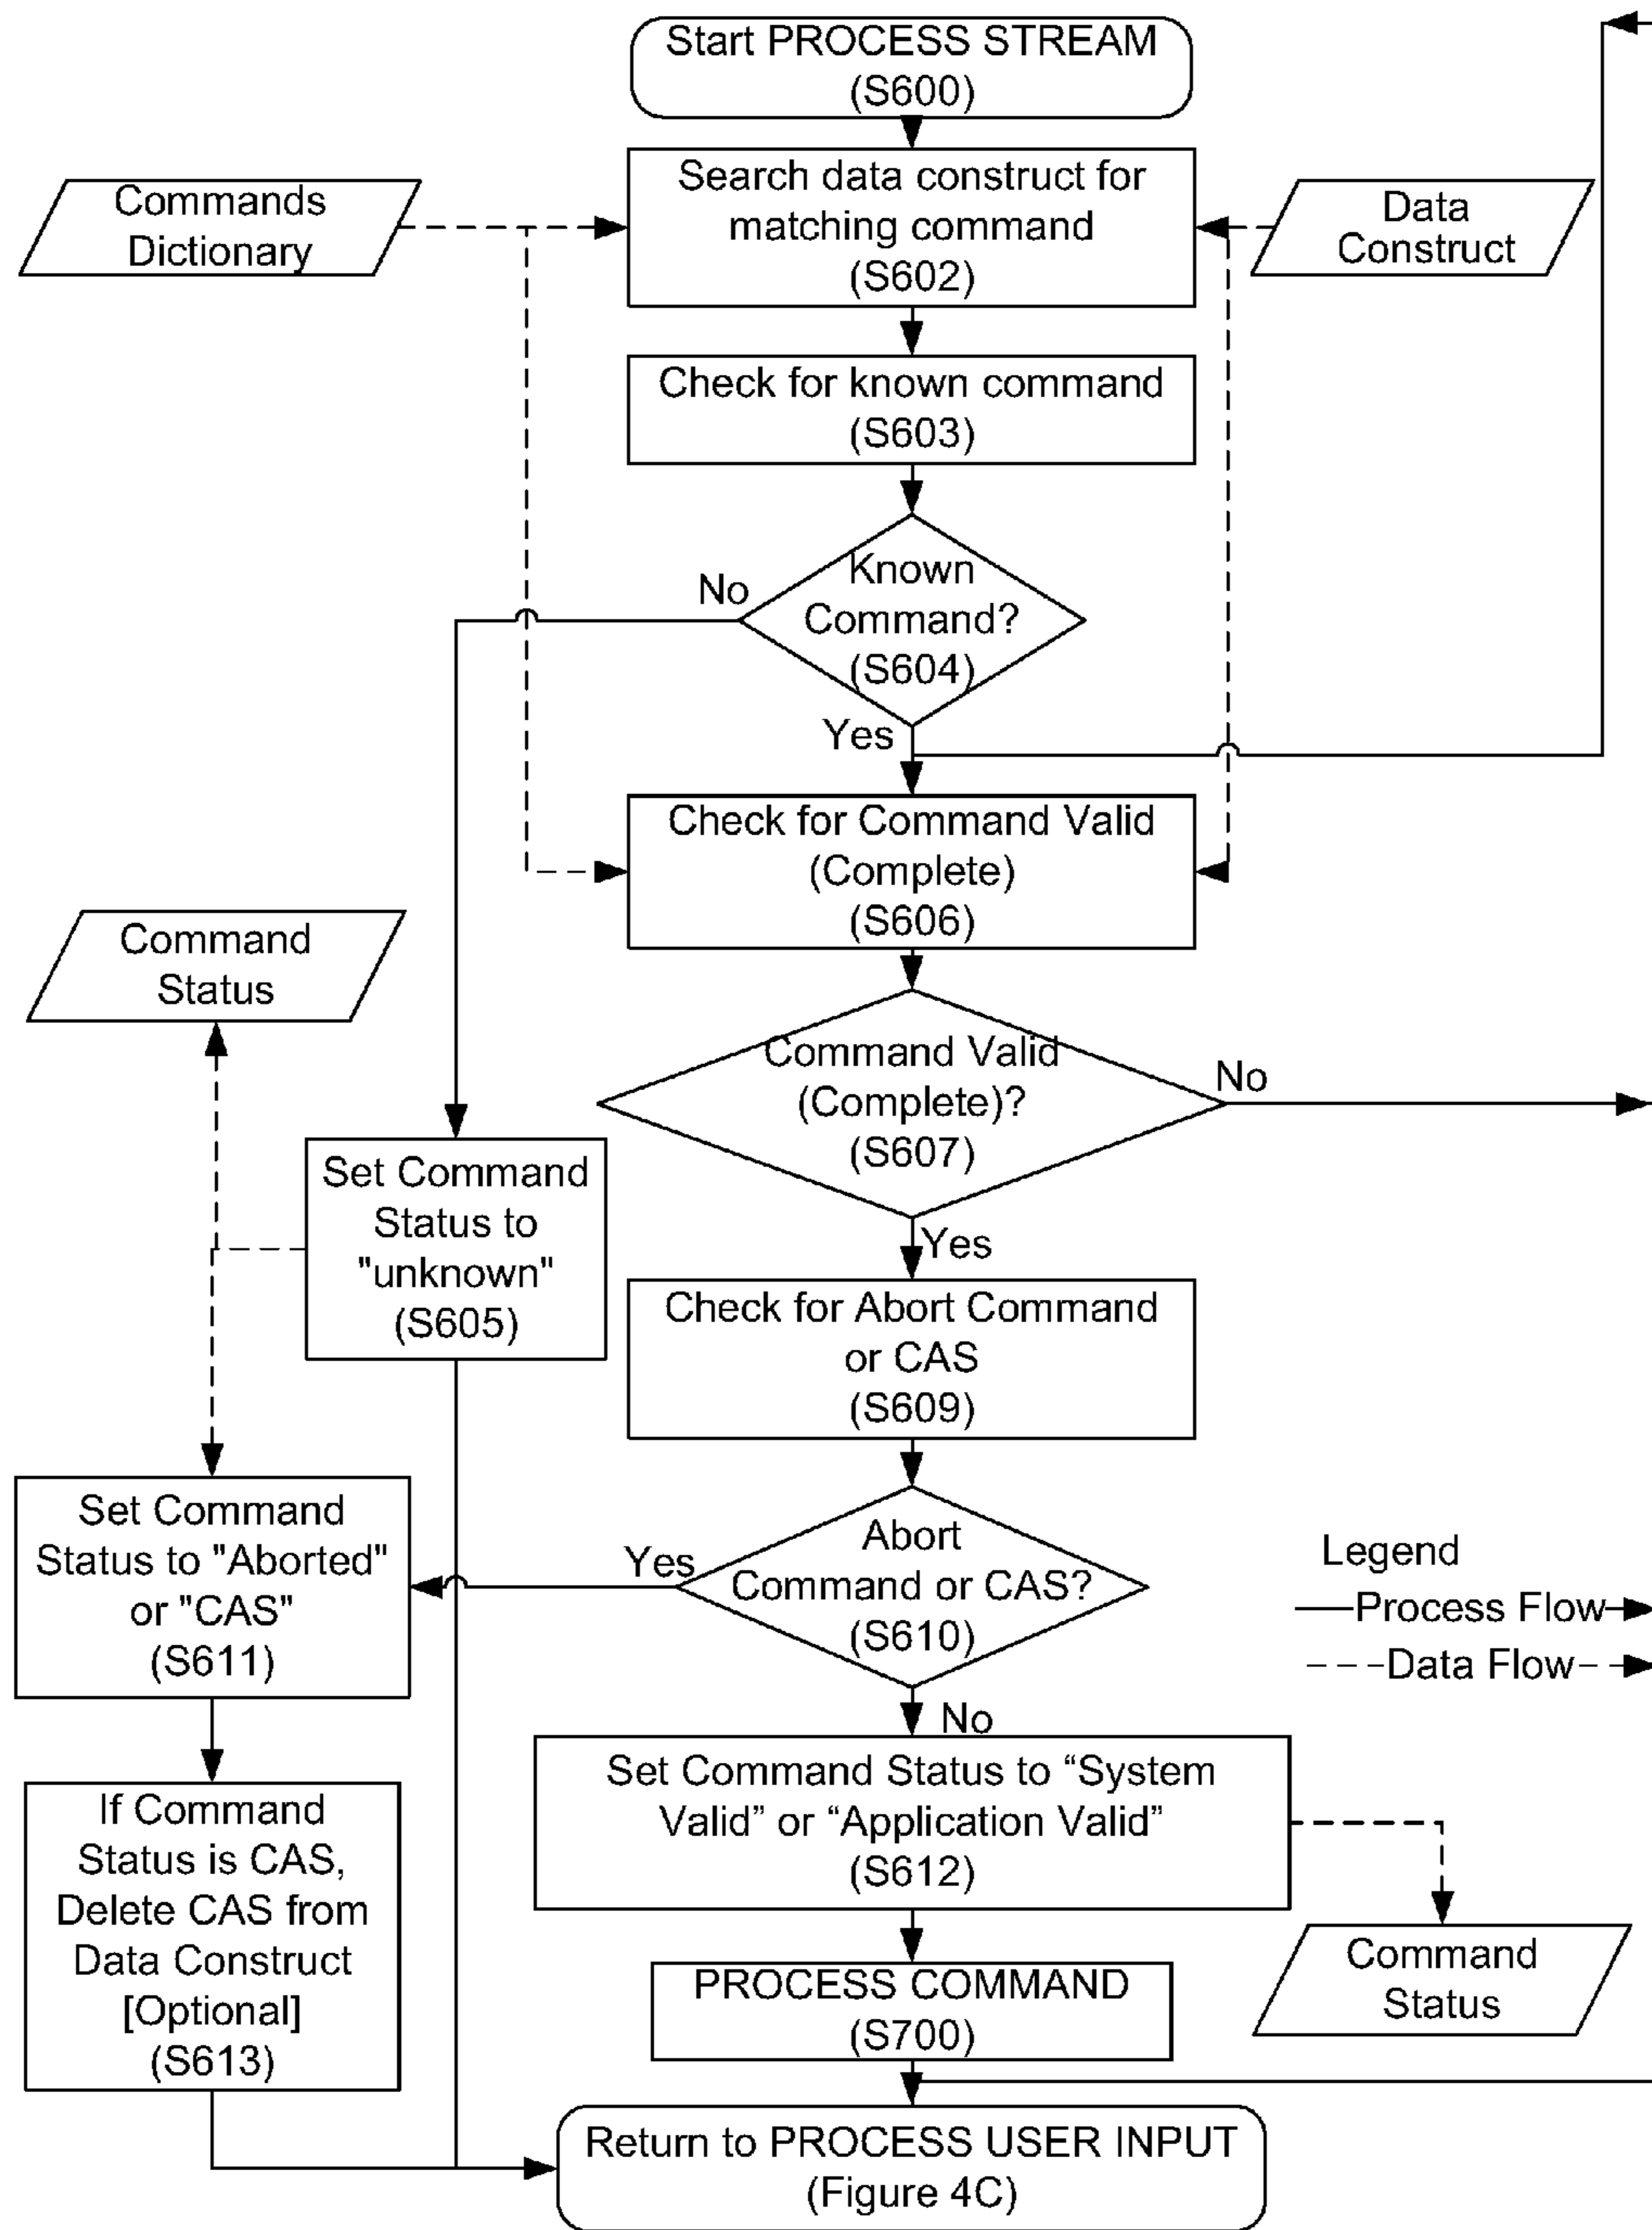 Start PROCESS STREAM
(S600)
Commands
Dictionary
Search data construct for
matching command
(S602)
Data
Construct
Check for known command
(S603)
No
Known
Command?
(S604)
Yes
Check for Command Valid
(Complete)
(S606)
Command
Status
Command Valid
(Complete)?
(S607)
No
Set Command
Status to
"unknown"
(S605)
Yes
Check for Abort Command
or CAS
(S609)
Set Command
Status to "Aborted"
or "CAS"
(S611)
Yes
Abort
Command or CAS?
(S610)
Legend
Process Flow
Data Flow
No
If Command
Status is CAS,
Delete CAS from
Data Construct
[Optional]
(S613)
Set Command Status to “System
Valid” or “Application Valid”
(S612)
Command
Status
PROCESS COMMAND
(S700)
Return to PROCESS USER INPUT
(Figure 4C)